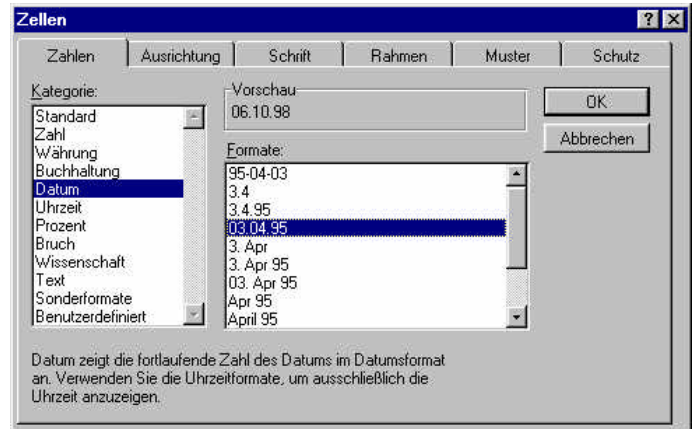 Zellen
Zahlen Ausrichtung Schrift Rahmen Muster Schutz
Kategorie:
Standard
Zahl
Währung
Buchhaltung
Datum
Uhrzeit
Prozent
Bruch
Wissenschaft
Text
Sonderformate
Benutzerdefiniert
Vorschau
06.10.98
Formate:
95-04-03
3.4
3.4.95
03.04.95
3. Apr
3. Apr 95
03. Apr 95
Apr 95
April 95
OK
Abbrechen
Datum zeigt die fortlaufende Zahl des Datums im Datumsformat
an. Verwenden Sie die Uhrzeitformate, um ausschließlich die
Uhrzeit anzuzeigen.